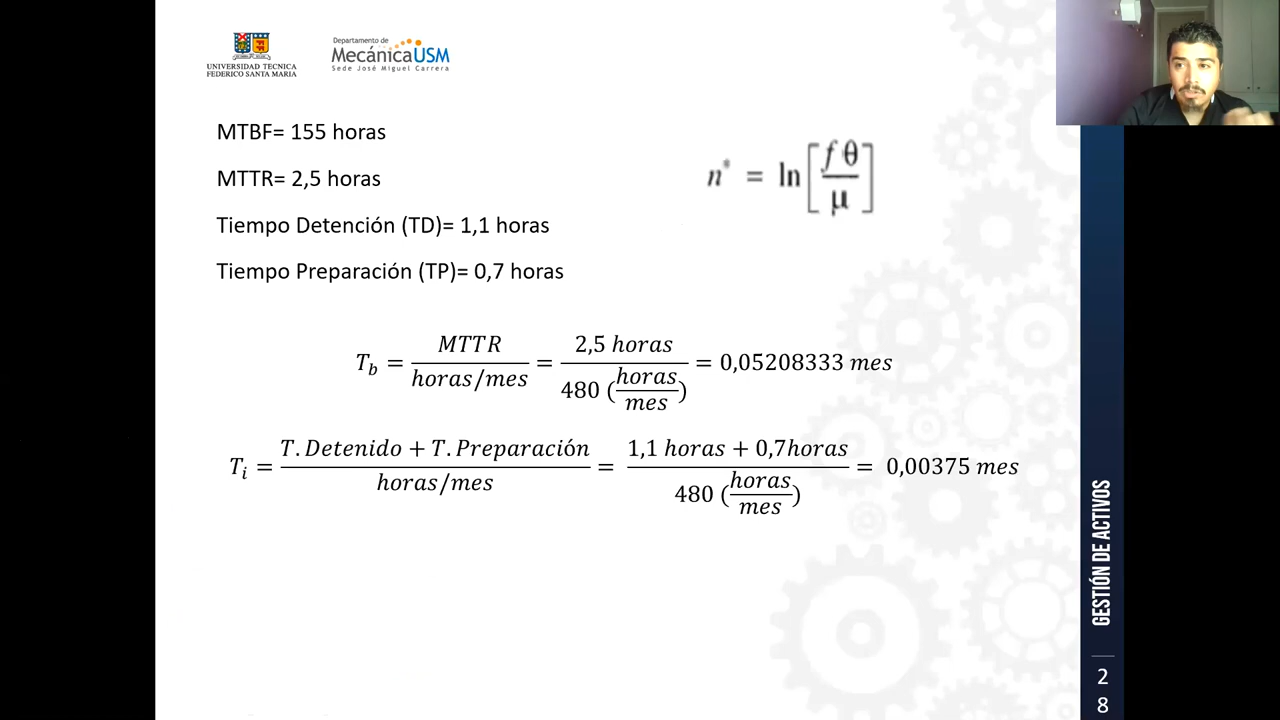 UNIVERSIDAD TECNICA
FEDERICO SANTA MARIA
Departamento de
MecánicaUSM
Sede José Miguel Carrera
MTBF= 155 horas
MTTR= 2,5 horas
Tiempo Detención (TD)= 1,1 horas
Tiempo Preparación (TP)= 0,7 horas
n* = ln[fθ/μ]
T_b = MTTR/(horas/mes) = 2,5 horas/(480 (horas/mes)) = 0,05208333 mes
T_i = (T. Detenido + T. Preparación)/(horas/mes) = (1,1 horas + 0,7horas)/(480 (horas/mes)) = 0,00375 mes
GESTIÓN DE ACTIVOS
2
8